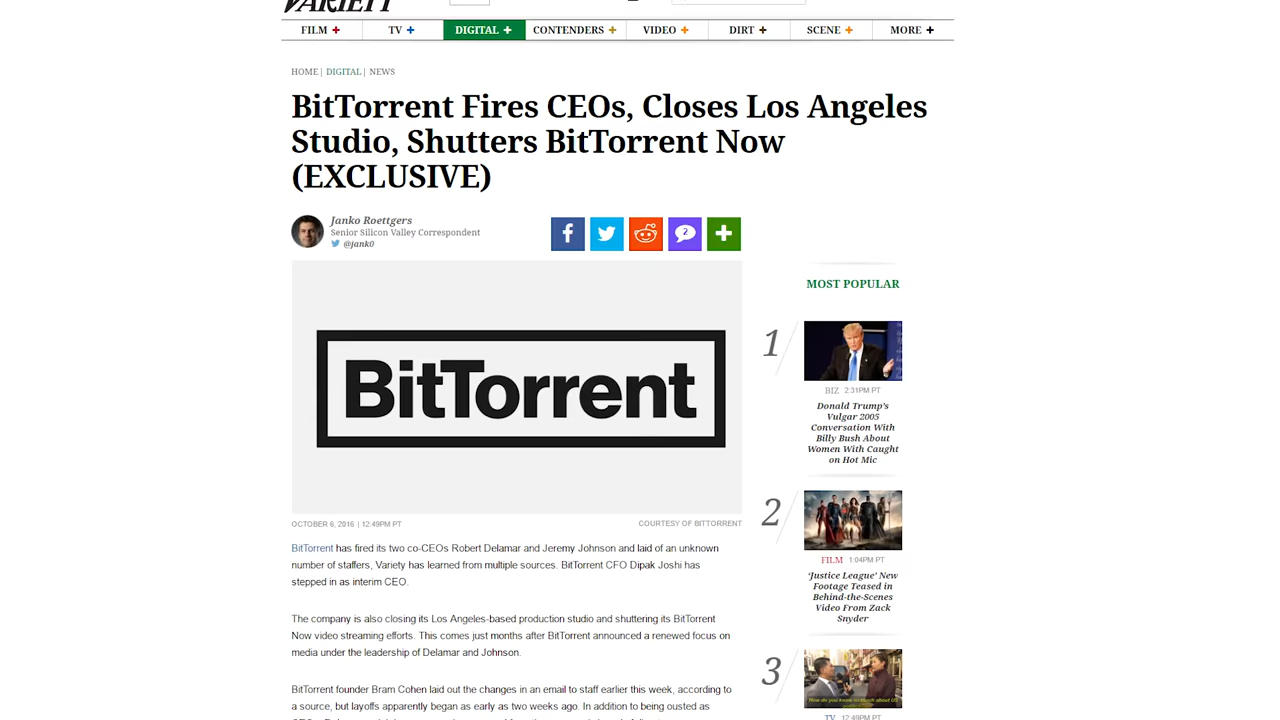 VARIETY
FILM + TV + DIGITAL + CONTENDERS + VIDEO + DIRT + SCENE + MORE +
HOME | DIGITAL | NEWS
BitTorrent Fires CEOs, Closes Los Angeles
Studio, Shutters BitTorrent Now
(EXCLUSIVE)
Janko Roettgers
Senior Silicon Valley Correspondent
@jank0
2
BitTorrent
OCTOBER 6, 2016 | 12:49PM PT
COURTESY OF BITTORRENT
BitTorrent has fired its two co-CEOs Robert Delamar and Jeremy Johnson and laid of an unknown
number of staffers, Variety has learned from multiple sources. BitTorrent CFO Dipak Joshi has
stepped in as interim CEO.
The company is also closing its Los Angeles-based production studio and shuttering its BitTorrent
Now video streaming efforts. This comes just months after BitTorrent announced a renewed focus on
media under the leadership of Delamar and Johnson.
BitTorrent founder Bram Cohen laid out the changes in an email to staff earlier this week, according to
a source, but layoffs apparently began as early as two weeks ago. In addition to being ousted as
MOST POPULAR
1
BIZ 2:31PM PT
Donald Trump's
Vulgar 2005
Conversation With
Billy Bush About
Women With Caught
on Hot Mic
2
FILM 1:04PM PT
'Justice League' New
Footage Teased in
Behind-the-Scenes
Video From Zack
Snyder
3
TV 12:49PM PT